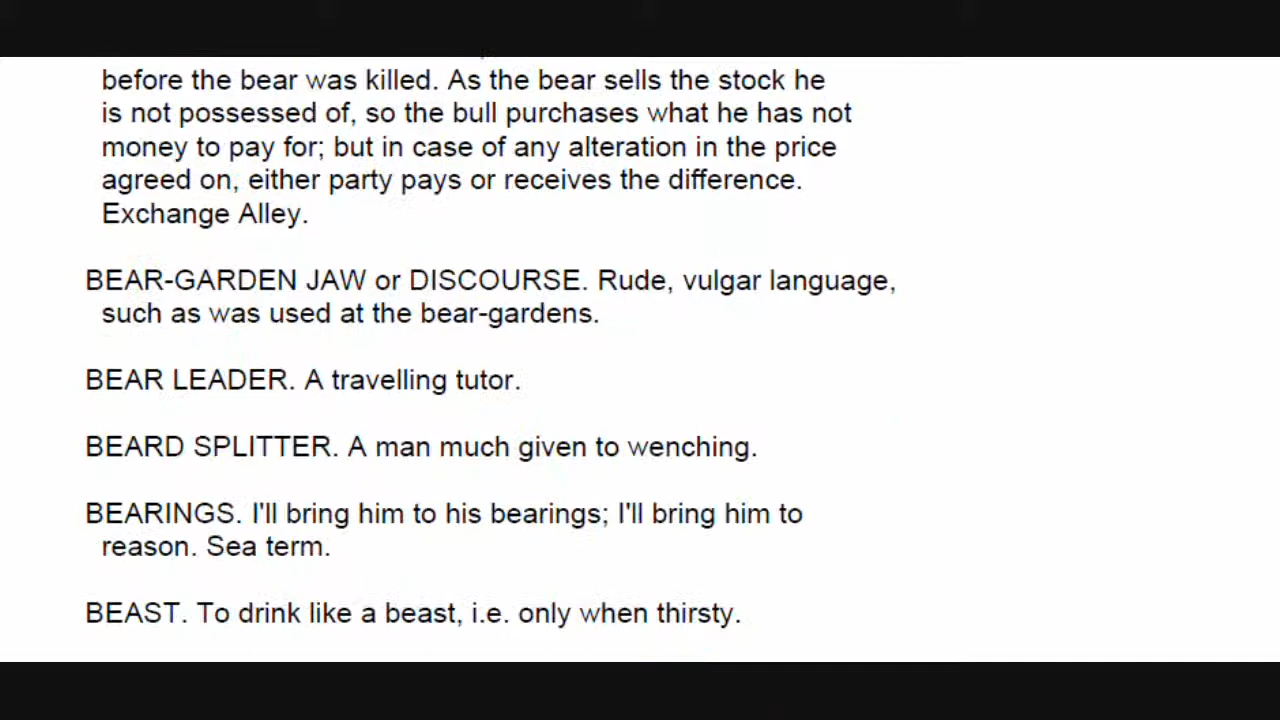 before the bear was killed. As the bear sells the stock he
is not possessed of, so the bull purchases what he has not
money to pay for; but in case of any alteration in the price
agreed on, either party pays or receives the difference.
Exchange Alley.
BEAR-GARDEN JAW or DISCOURSE. Rude, vulgar language,
such as was used at the bear-gardens.
BEAR LEADER. A travelling tutor.
BEARD SPLITTER. A man much given to wenching.
BEARINGS. I'll bring him to his bearings; I'll bring him to
reason. Sea term.
BEAST. To drink like a beast, i.e. only when thirsty.